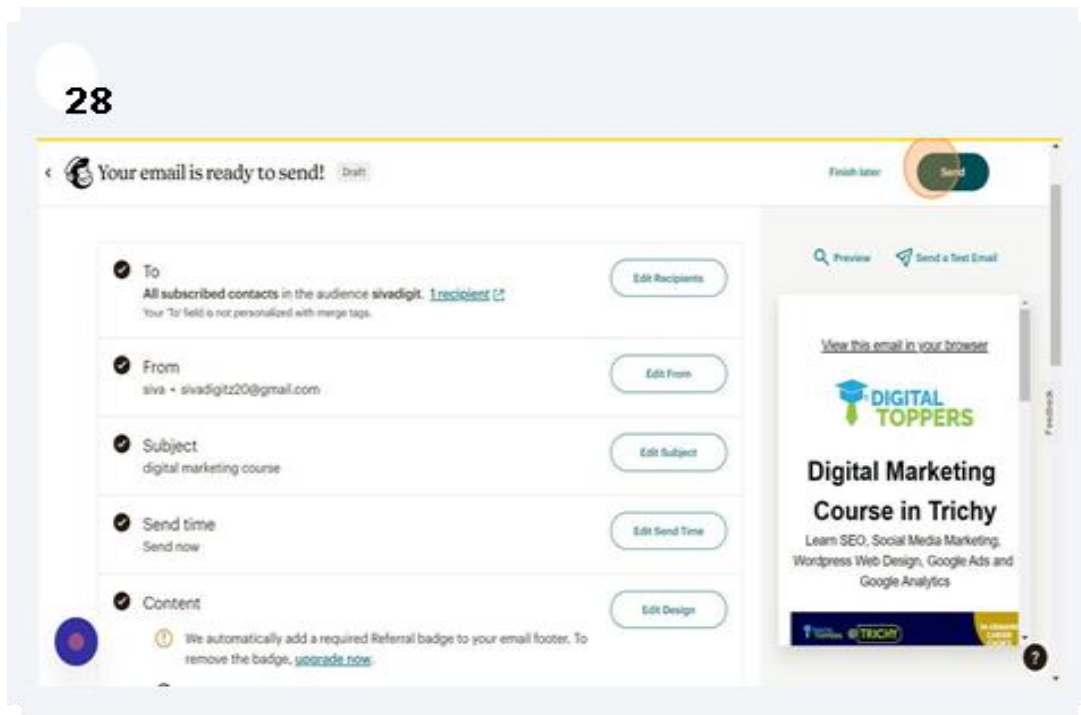 28
Your email is ready to send! Draft
Finish later
Send
To
All subscribed contacts in the audience sivadigit. 1 recipient
Your 'To' field is not personalized with merge tags.
Edit Recipients
From
siva • sivadigitz20@gmail.com
Edit From
Subject
digital marketing course
Edit Subject
Send time
Send now
Edit Send Time
Content
Edit Design
We automatically add a required Referral badge to your email footer. To
remove the badge, upgrade now.
Preview
Send a Test Email
View this email in your browser
DIGITAL
TOPPERS
Digital Marketing
Course in Trichy
Learn SEO, Social Media Marketing,
Wordpress Web Design, Google Ads and
Google Analytics
@TRICHY
Feedback
?